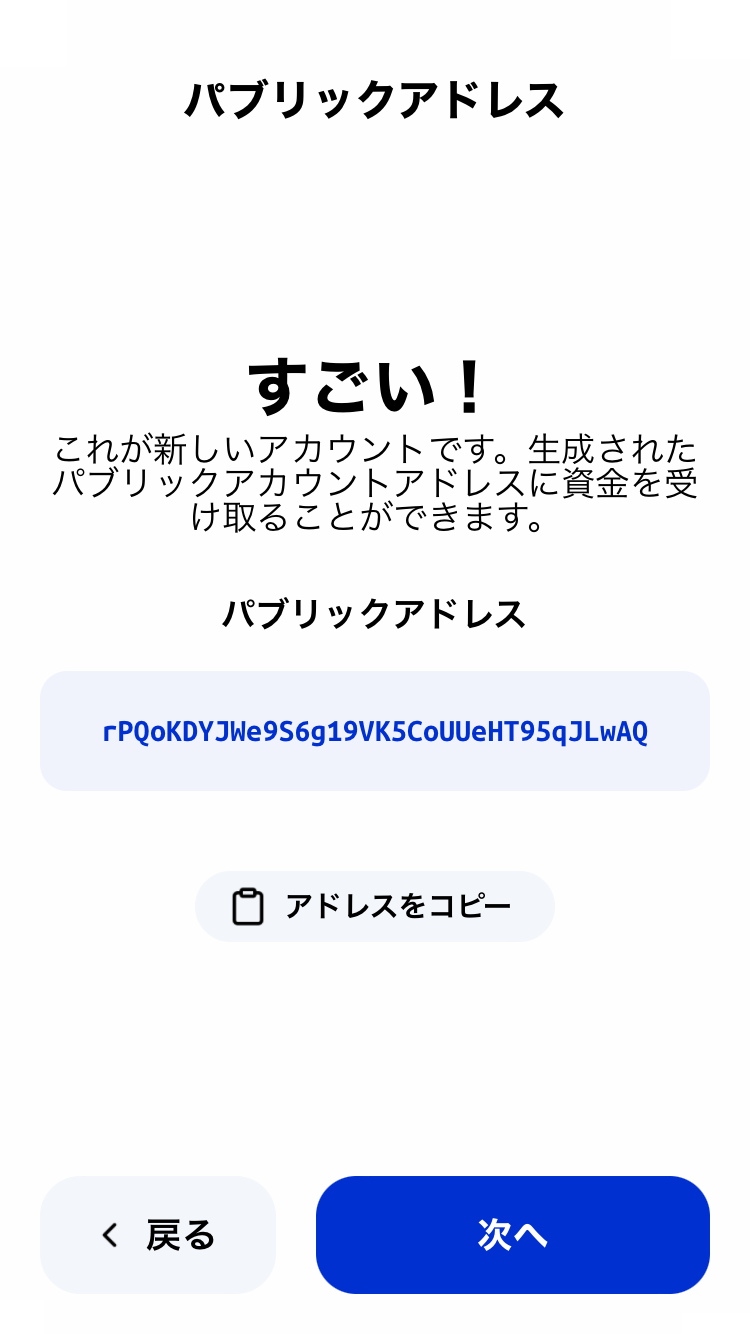 パブリックアドレス
すごい！
これが新しいアカウントです。生成された
パブリックアカウントアドレスに資金を受
け取ることができます。
パブリックアドレス
rPQoKDYJWe9S6g19VK5CoUUeHT95qJLwAQ
アドレスをコピー
戻る
次へ